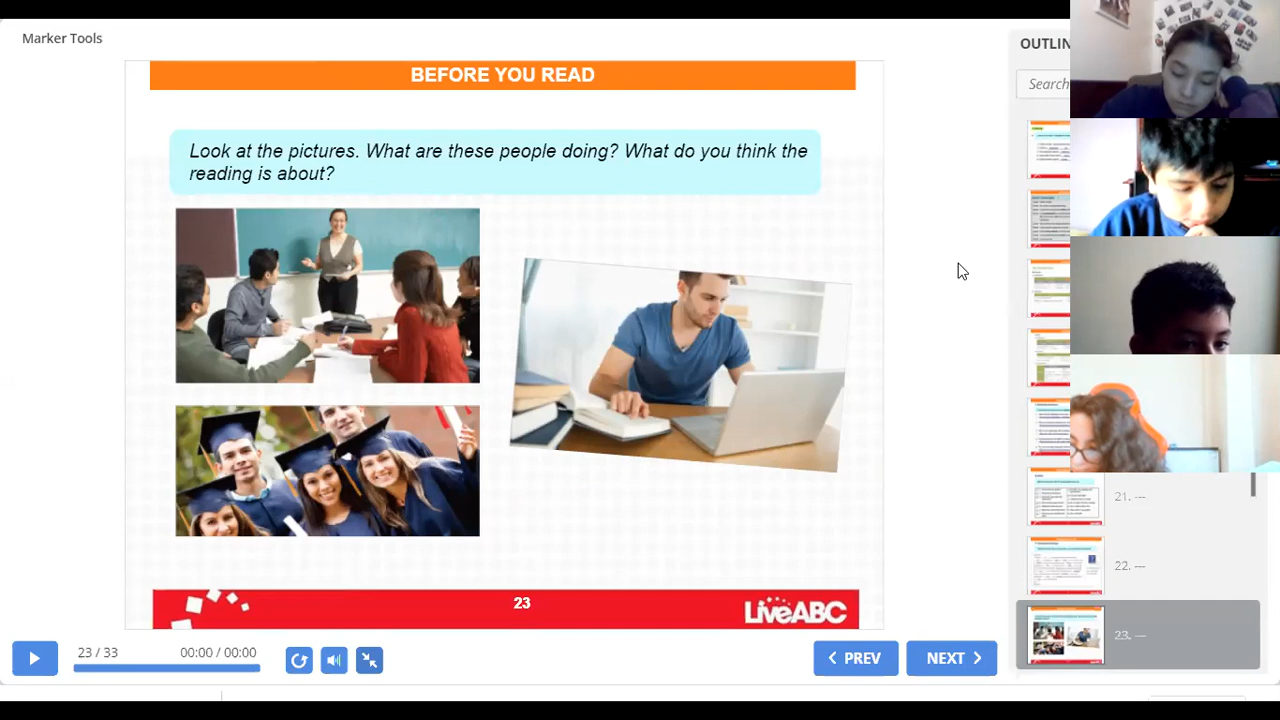 Marker Tools
OUTLIN
BEFORE YOU READ
Search
Look at the pictures. What are these people doing? What do you think the
reading is about?
21. ---
22. ---
23. ---
23
LiveABC
23 / 33
00:00 / 00:00
PREV
NEXT